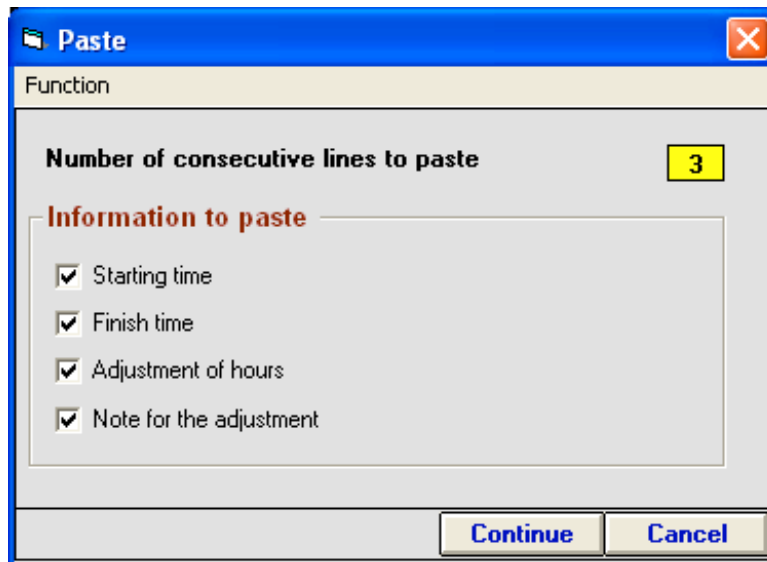 Paste
Function
Number of consecutive lines to paste 3
Information to paste
Starting time
Finish time
Adjustment of hours
Note for the adjustment
Continue Cancel